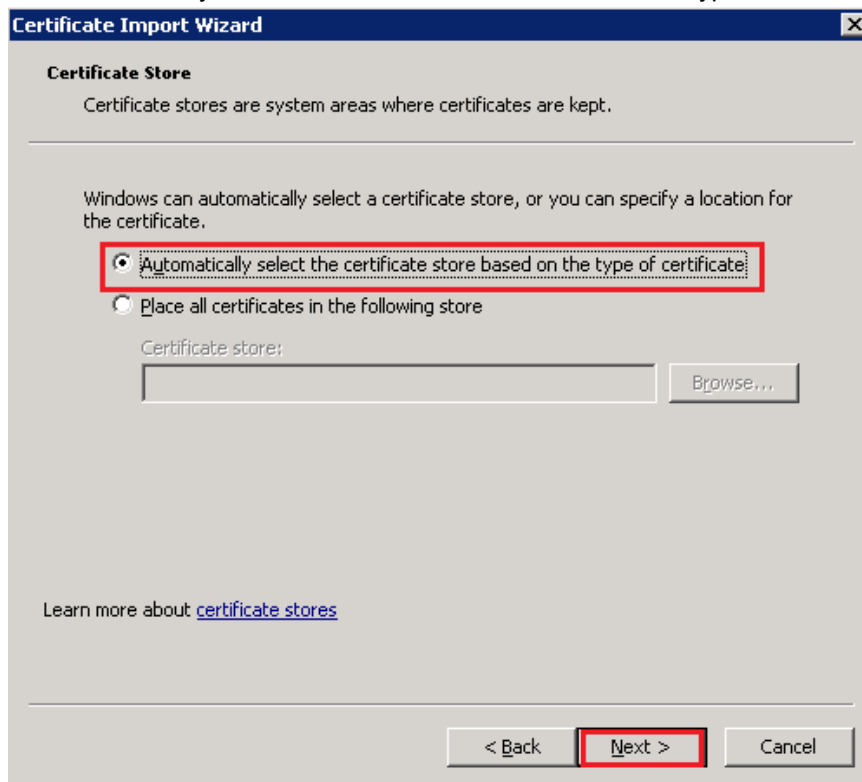 Certificate Import Wizard
Certificate Store
Certificate stores are system areas where certificates are kept.
Windows can automatically select a certificate store, or you can specify a location for
the certificate.
Automatically select the certificate store based on the type of certificate
Place all certificates in the following store
Certificate store:
Browse...
Learn more about certificate stores
< Back Next > Cancel